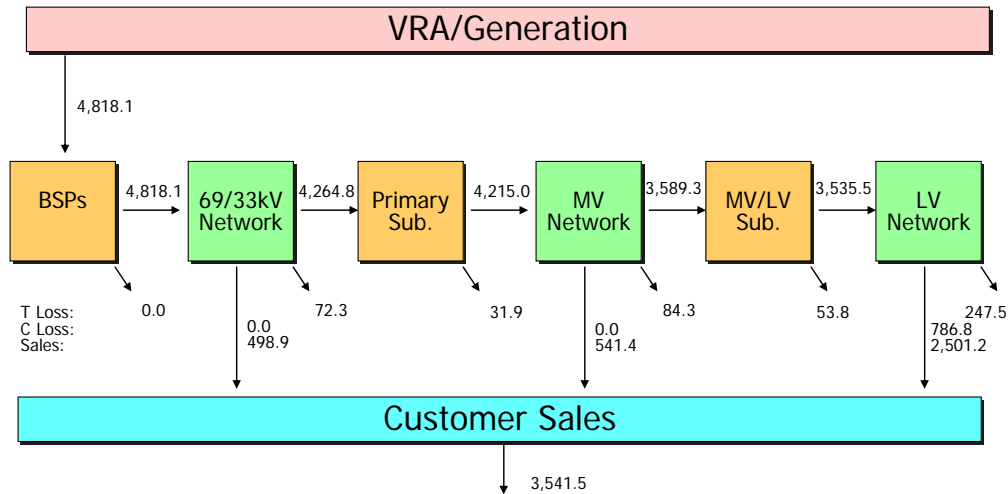 VRA/Generation
4,818.1
BSPs
4,818.1
69/33kV
Network
4,264.8
Primary
Sub.
4,215.0
MV
Network
3,589.3
MV/LV
Sub.
3,535.5
LV
Network
T Loss:
0.0
72.3
31.9
84.3
53.8
247.5
C Loss:
0.0
0.0
786.8
Sales:
498.9
541.4
2,501.2
Customer Sales
3,541.5